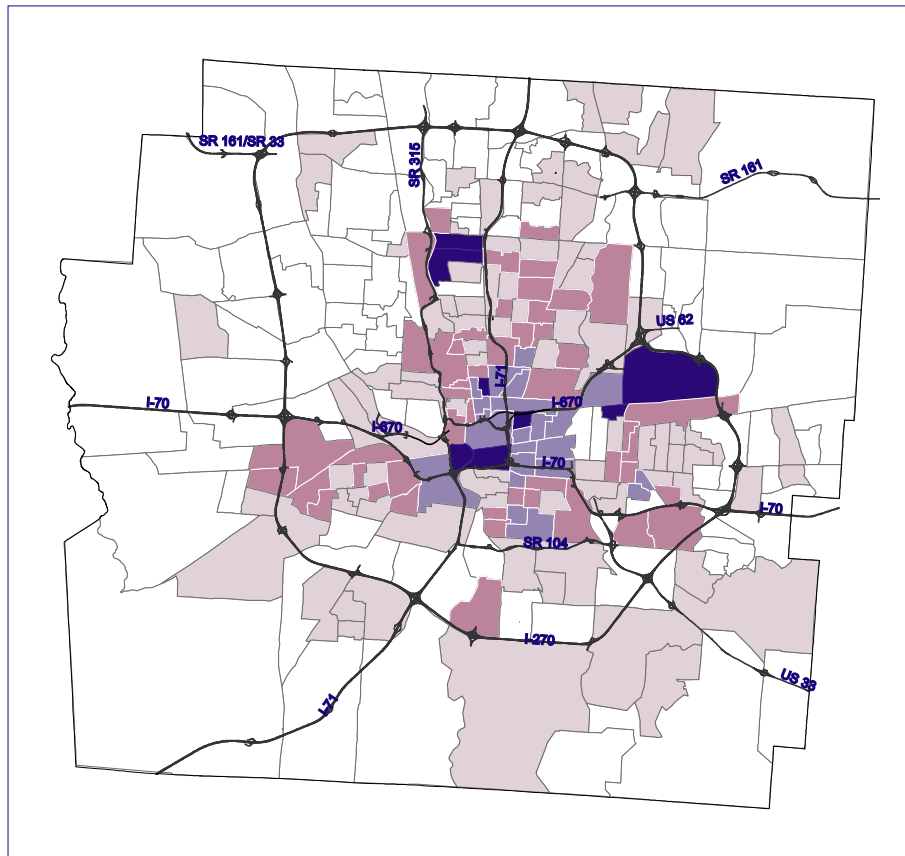 SR 161/SR 33
SR 315
SR 161
US 62
I-71
I-70
I-670
I-670
I-70
I-70
SR 104
I-270
US 33
I-71